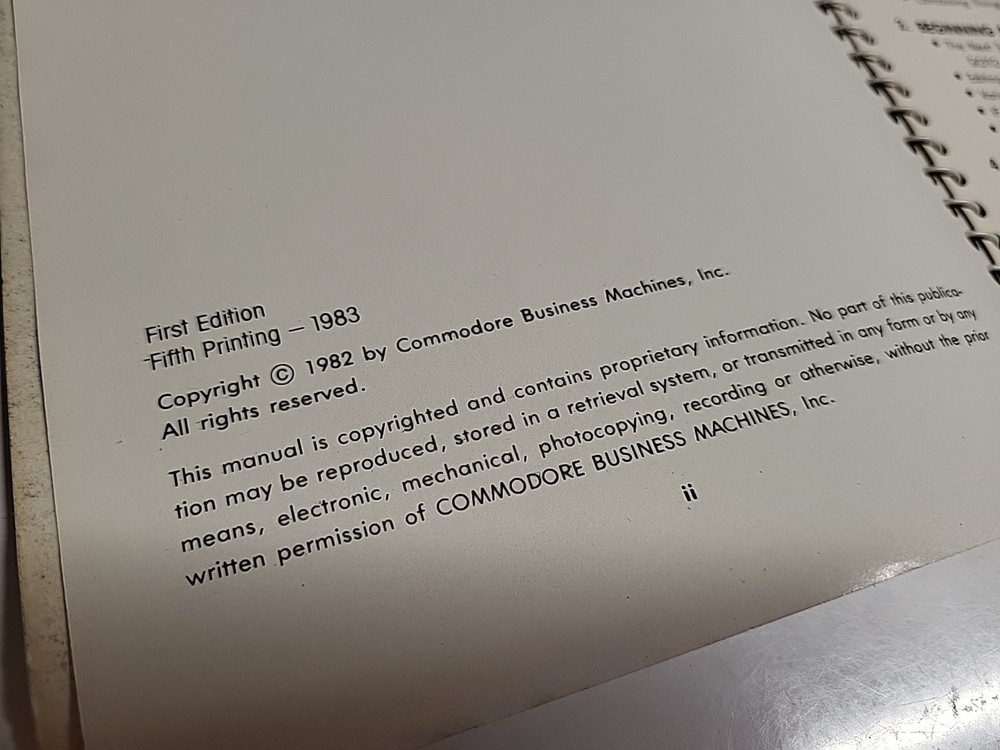 First Edition
Fifth Printing — 1983
Copyright © 1982 by Commodore Business Machines, Inc.
All rights reserved.
This manual is copyrighted and contains proprietary information. No part of this publica-
tion may be reproduced, stored in a retrieval system, or transmitted in any form or by any
means, electronic, mechanical, photocopying, recording or otherwise, without the prior
written permission of COMMODORE BUSINESS MACHINES, Inc.
ii
2. BEGINNING